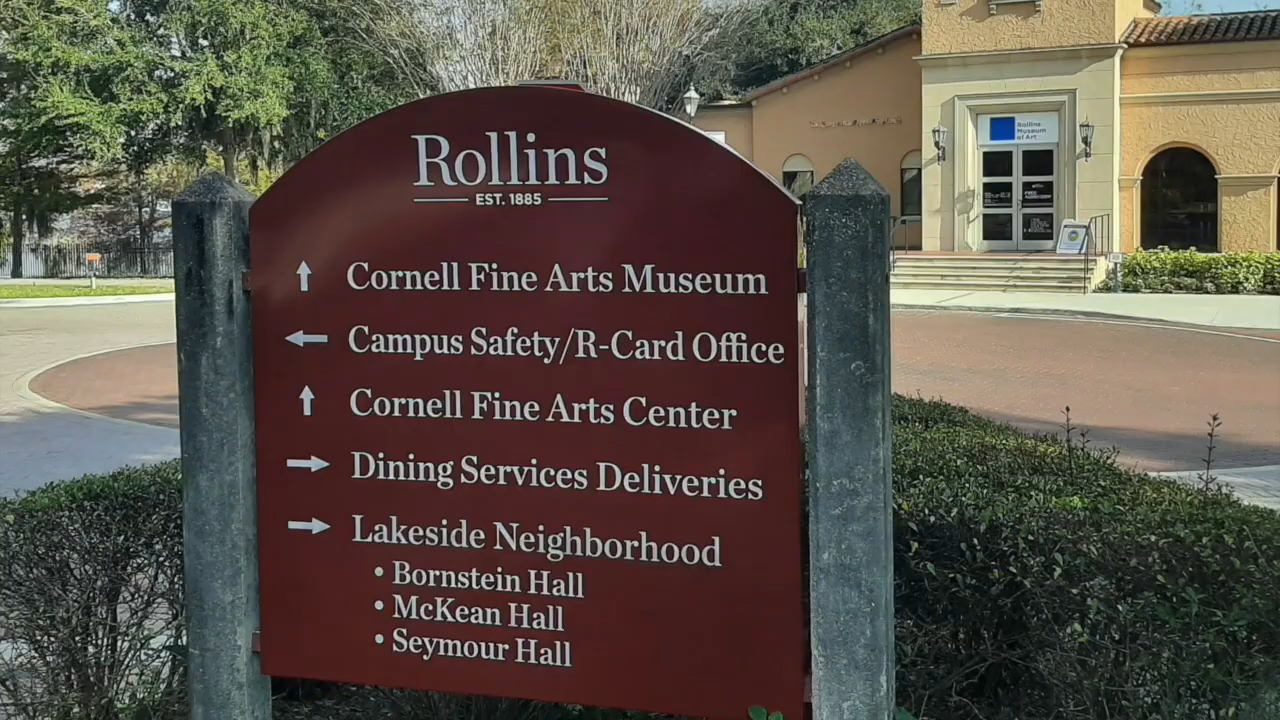 Rollins
EST. 1885
Cornell Fine Arts Museum
Campus Safety/R-Card Office
Cornell Fine Arts Center
Dining Services Deliveries
Lakeside Neighborhood
• Bornstein Hall
• McKean Hall
• Seymour Hall
Rollins
Museum
of Art